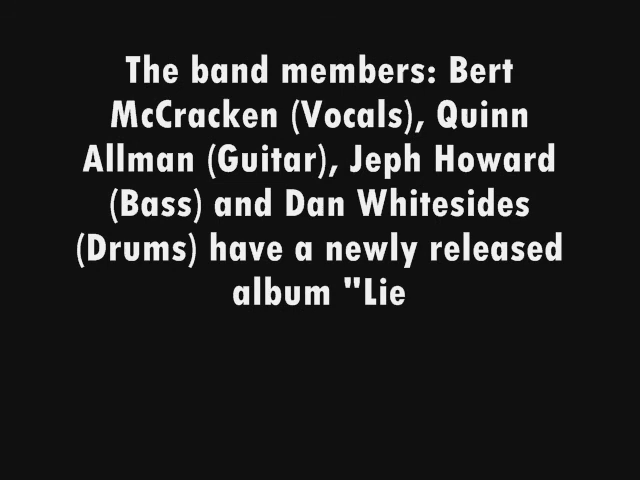 The band members: Bert
McCracken (Vocals), Quinn
Allman (Guitar), Jeph Howard
(Bass) and Dan Whitesides
(Drums) have a newly released
album "Lie